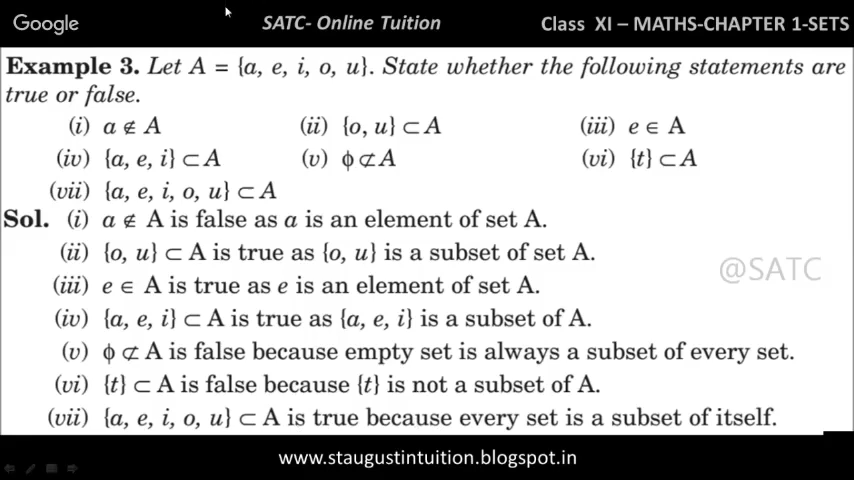 Google SATC- Online Tuition Class XI – MATHS-CHAPTER 1-SETS
Example 3. Let A = {a, e, i, o, u}. State whether the following statements are
true or false.
(i) a ∉ A (ii) {o, u} ⊂ A (iii) e ∈ A
(iv) {a, e, i} ⊂ A (v) ϕ ⊄ A (vi) {t} ⊂ A
(vii) {a, e, i, o, u} ⊂ A
Sol. (i) a ∉ A is false as a is an element of set A.
(ii) {o, u} ⊂ A is true as {o, u} is a subset of set A.
@SATC
(iii) e ∈ A is true as e is an element of set A.
(iv) {a, e, i} ⊂ A is true as {a, e, i} is a subset of A.
(v) ϕ ⊄ A is false because empty set is always a subset of every set.
(vi) {t} ⊂ A is false because {t} is not a subset of A.
(vii) {a, e, i, o, u} ⊂ A is true because every set is a subset of itself.
www.staugustintuition.blogspot.in